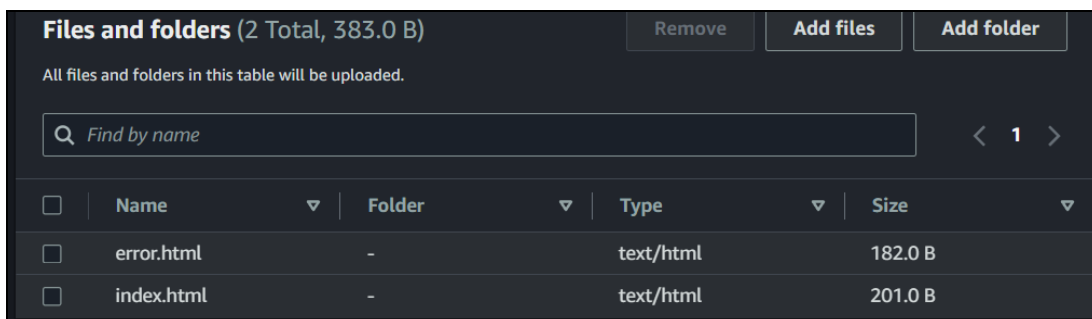 Files and folders (2 Total, 383.0 B) Remove Add files Add folder
All files and folders in this table will be uploaded.
Find by name 1
Name Folder Type Size
error.html - text/html 182.0 B
index.html - text/html 201.0 B